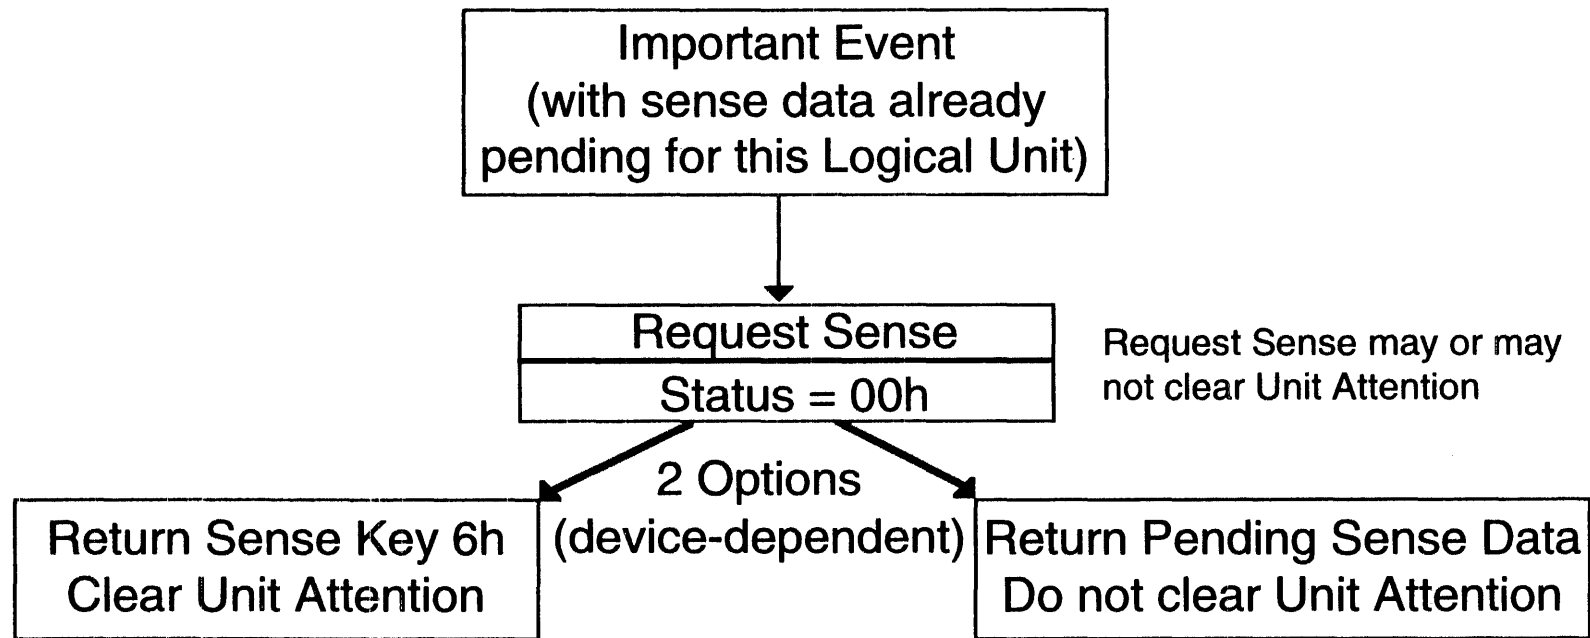 Important Event
(with sense data already
pending for this Logical Unit)
Request Sense
Status = 00h
Request Sense may or may
not clear Unit Attention
2 Options
(device-dependent)
Return Sense Key 6h
Clear Unit Attention
Return Pending Sense Data
Do not clear Unit Attention